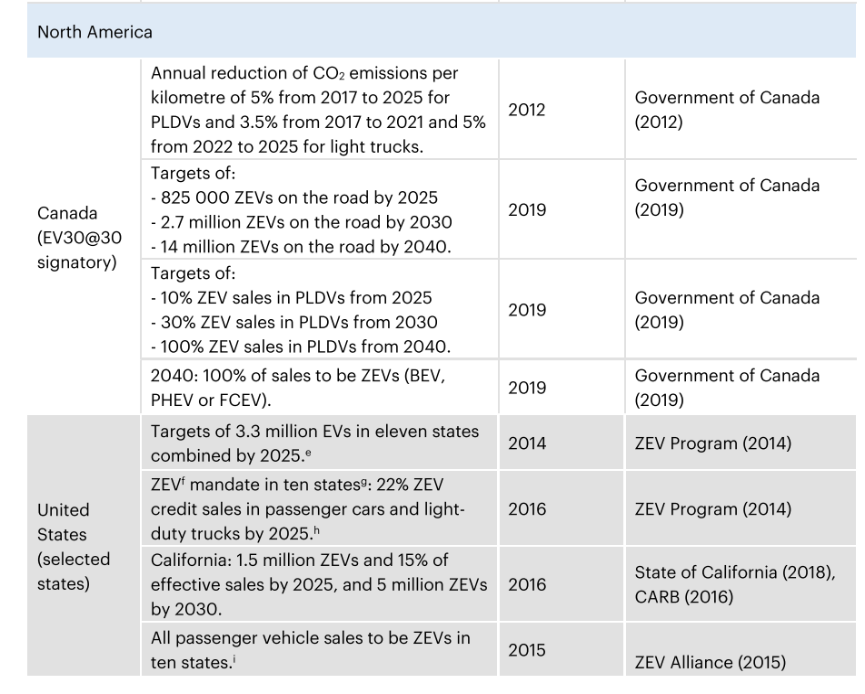 North America
Canada
(EV30@30
signatory)
Annual reduction of CO₂ emissions per
kilometre of 5% from 2017 to 2025 for
PLDVs and 3.5% from 2017 to 2021 and 5%
from 2022 to 2025 for light trucks.
2012
Government of Canada
(2012)
Targets of:
- 825 000 ZEVs on the road by 2025
- 2.7 million ZEVs on the road by 2030
- 14 million ZEVs on the road by 2040.
2019
Government of Canada
(2019)
Targets of:
- 10% ZEV sales in PLDVs from 2025
- 30% ZEV sales in PLDVs from 2030
- 100% ZEV sales in PLDVs from 2040.
2019
Government of Canada
(2019)
2040: 100% of sales to be ZEVs (BEV,
PHEV or FCEV).
2019
Government of Canada
(2019)
United
States
(selected
states)
Targets of 3.3 million EVs in eleven states
combined by 2025.ᵉ
2014
ZEV Program (2014)
ZEVᶠ mandate in ten statesᵍ: 22% ZEV
credit sales in passenger cars and light-
duty trucks by 2025.ʰ
2016
ZEV Program (2014)
California: 1.5 million ZEVs and 15% of
effective sales by 2025, and 5 million ZEVs
by 2030.
2016
State of California (2018),
CARB (2016)
All passenger vehicle sales to be ZEVs in
ten states.ⁱ
2015
ZEV Alliance (2015)